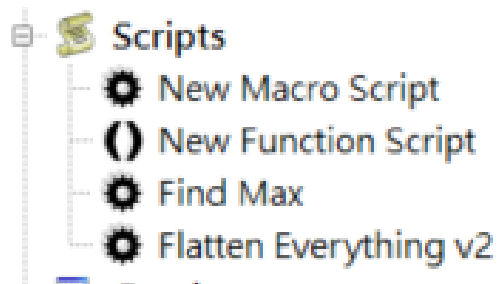 Scripts
New Macro Script
New Function Script
Find Max
Flatten Everything v2